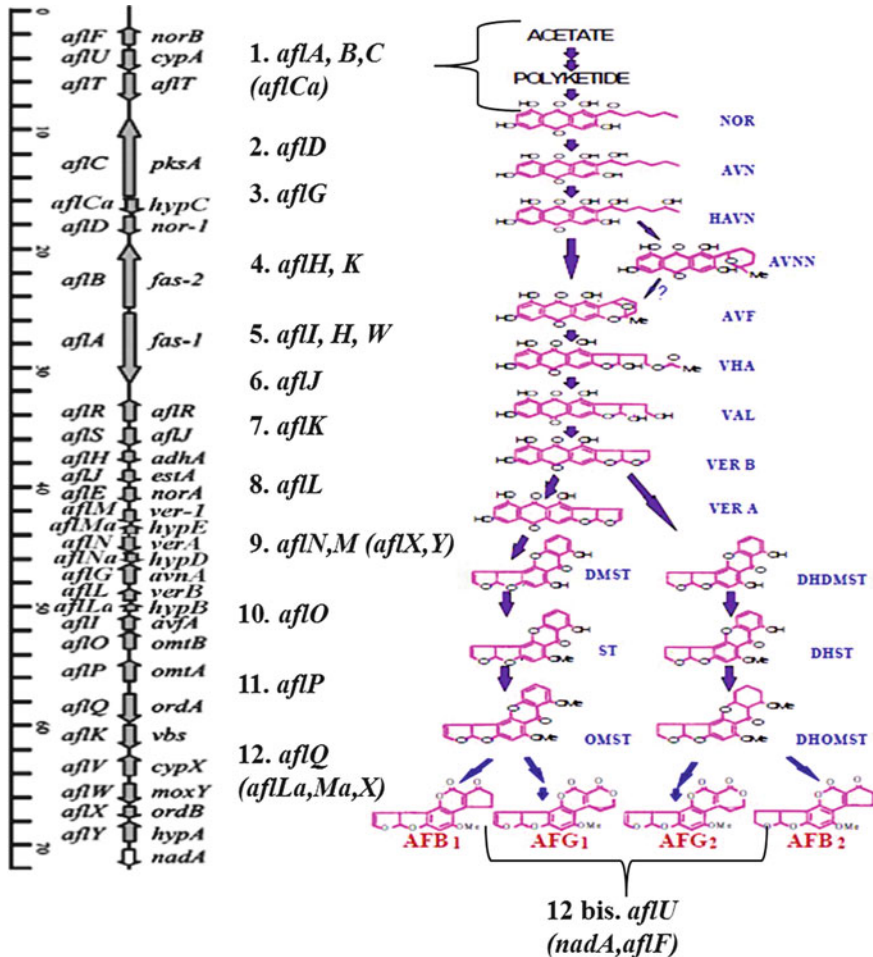 0
aflF norB
aflU cypA
aflT aflT
10
aflC pksA
aflCa hypC
aflD nor-1
20
aflB fas-2
aflA fas-1
30
aflR aflR
aflS aflJ
aflH adhA
aflJ estA
40
aflE norA
aflM ver-1
aflMa hypE
aflN verA
aflNa hypD
aflG avnA
aflL verB
50
aflLa hypB
aflI avfA
aflO omtB
aflP omtA
aflQ ordA
60
aflK vbs
aflV cypX
aflW moxY
aflX ordB
aflY hypA
70
nadA
1. aflA, B,C
(aflCa)
2. aflD
3. aflG
4. aflH, K
5. aflI, H, W
6. aflJ
7. aflK
8. aflL
9. aflN,M (aflX,Y)
10. aflO
11. aflP
12. aflQ
(aflLa,Ma,X)
ACETATE
POLYKETIDE
NOR
AVN
HAVN
AVNN
?
AVF
VHA
VAL
VER B
VER A
DMST DHDMST
ST DHST
OMST DHOMST
AFB1 AFG1 AFG2 AFB2
12 bis. aflU
(nadA,aflF)